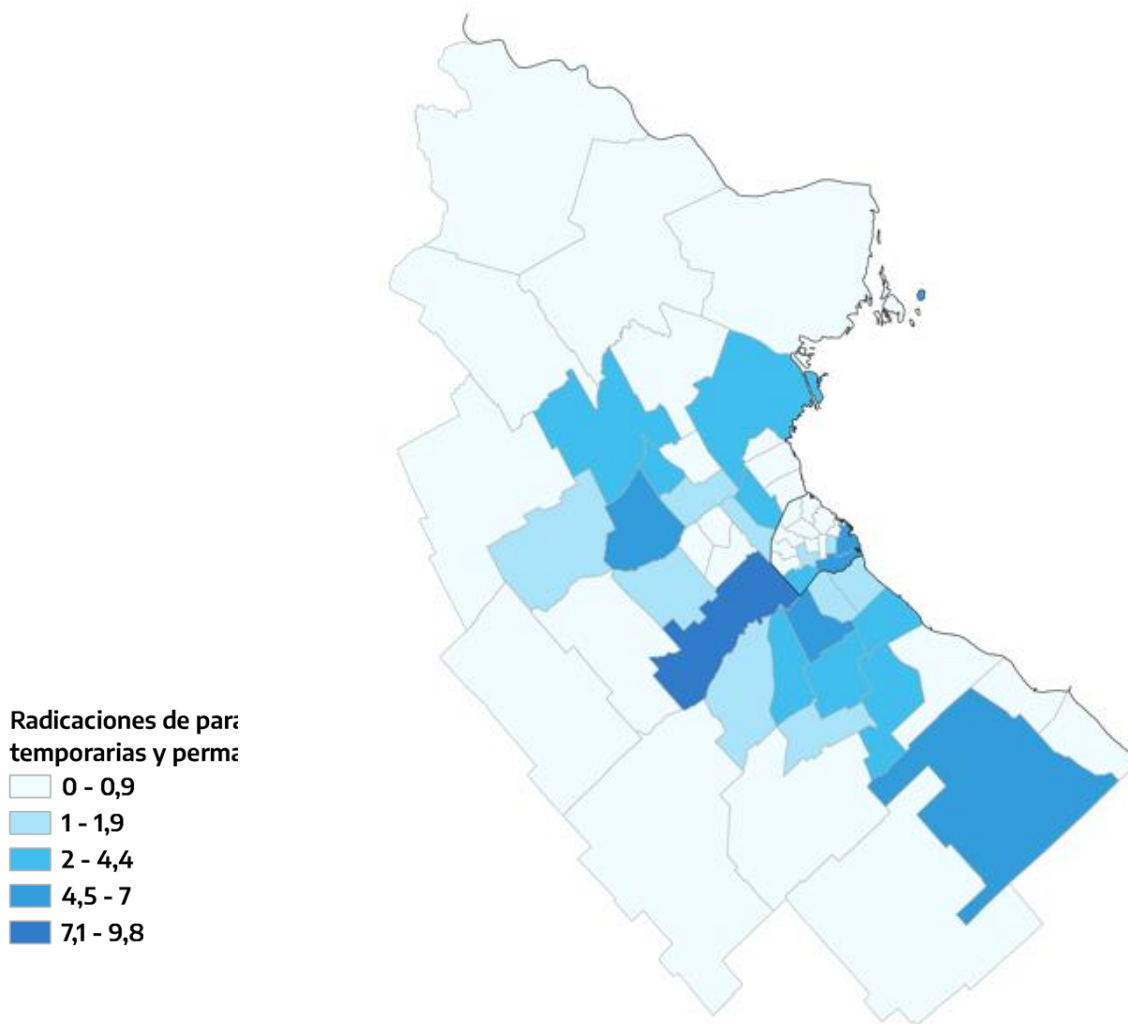 Radicaciones de para
temporarias y perma
0 - 0,9
1 - 1,9
2 - 4,4
4,5 - 7
7,1 - 9,8